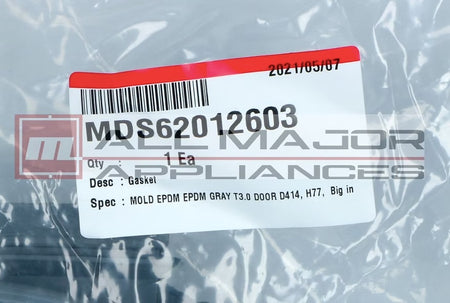 2021/05/07
MDS62012603
m ALL MAJOR
APPLIANCES
Qty : 1 Ea
Desc : Gasket
Spec : MOLD EPDM EPDM GRAY T3.0 DOOR D414, H77, Big in